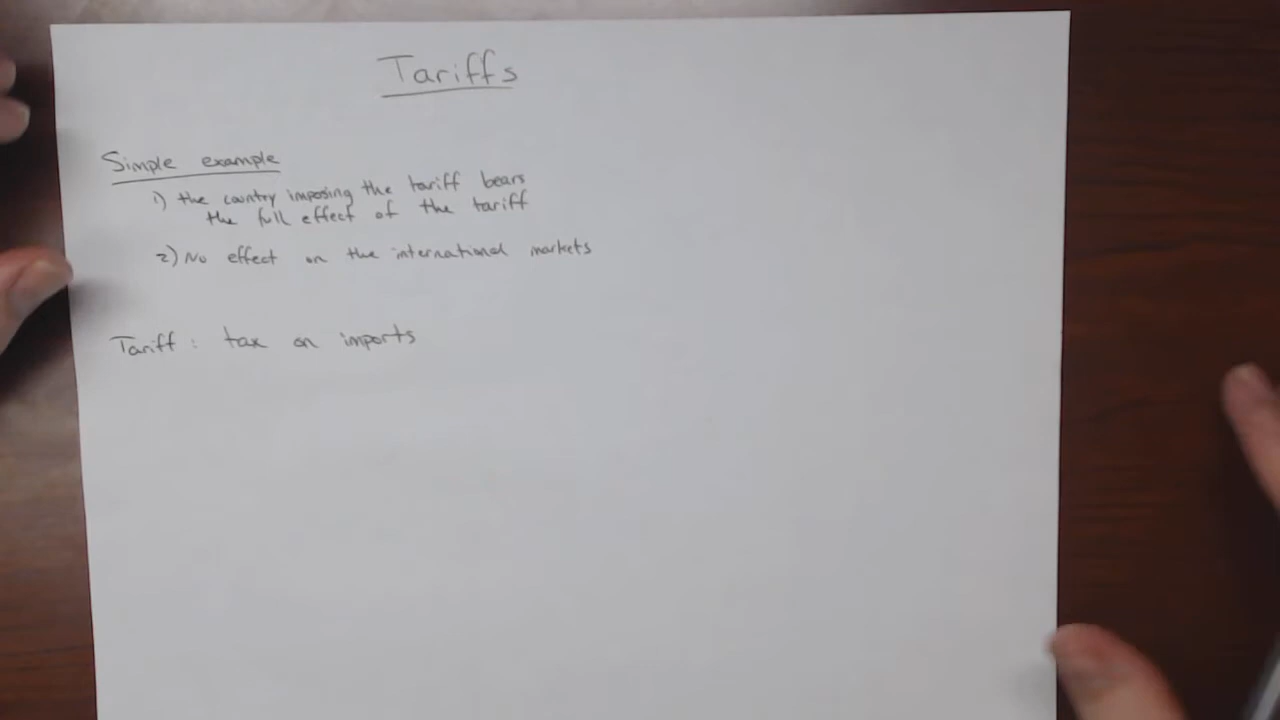 Tariffs
Simple example
1) the country imposing the tariff bears
the full effect of the tariff
2) No effect on the international markets
Tariff: tax on imports